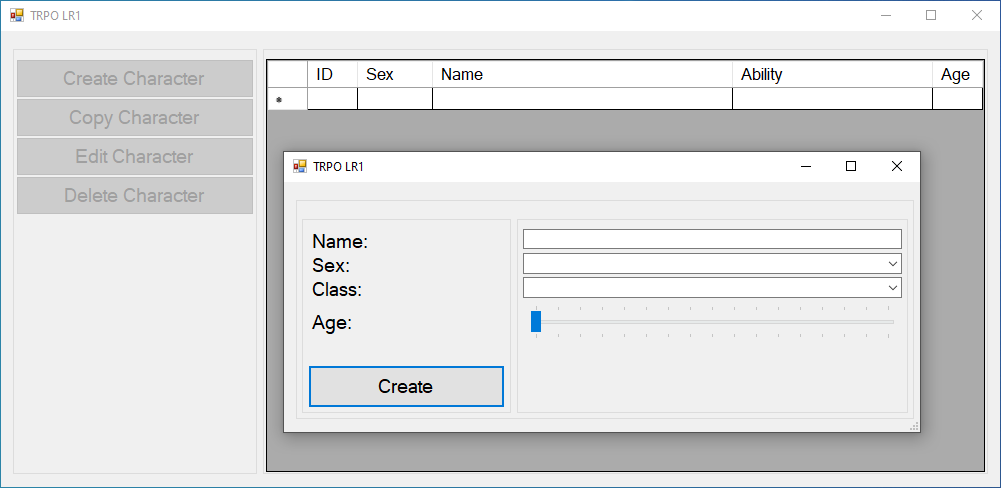 TRPO LR1
Create Character
Copy Character
Edit Character
Delete Character
ID Sex Name Ability Age
*
TRPO LR1
Name:
Sex:
Class:
Age:
Create